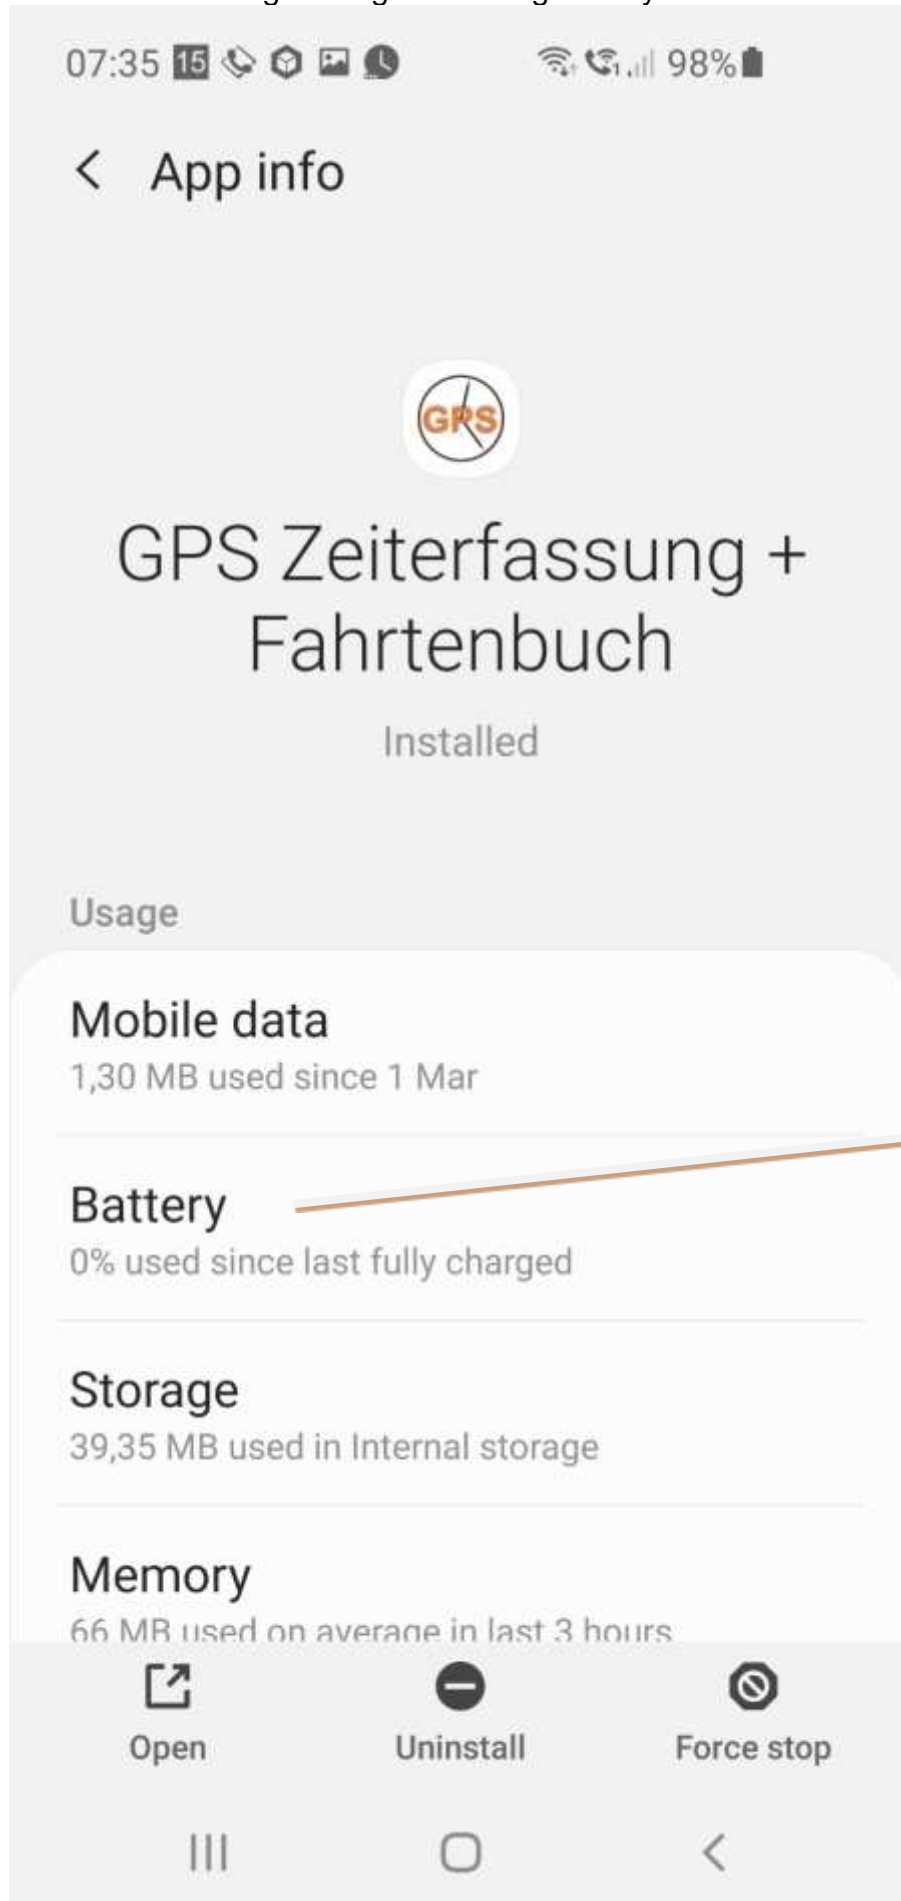 07:35 15 98%
App info
GPS
GPS Zeiterfassung +
Fahrtenbuch
Installed
Usage
Mobile data
1,30 MB used since 1 Mar
Battery
0% used since last fully charged
Storage
39,35 MB used in Internal storage
Memory
66 MB used on average in last 3 hours
Open Uninstall Force stop